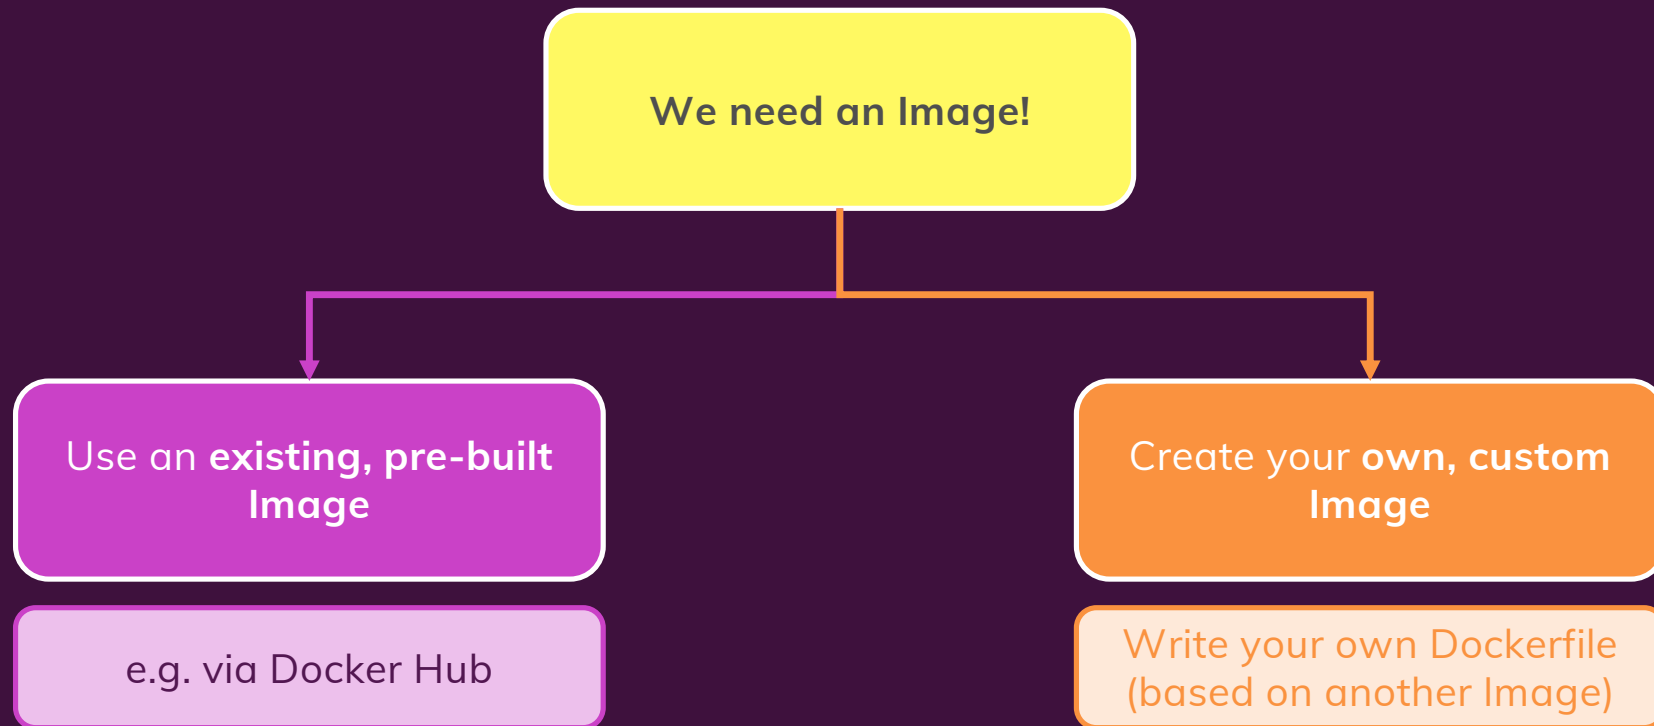 We need an Image!
Use an existing, pre-built
Image
Create your own, custom
Image
e.g. via Docker Hub
Write your own Dockerfile
(based on another Image)